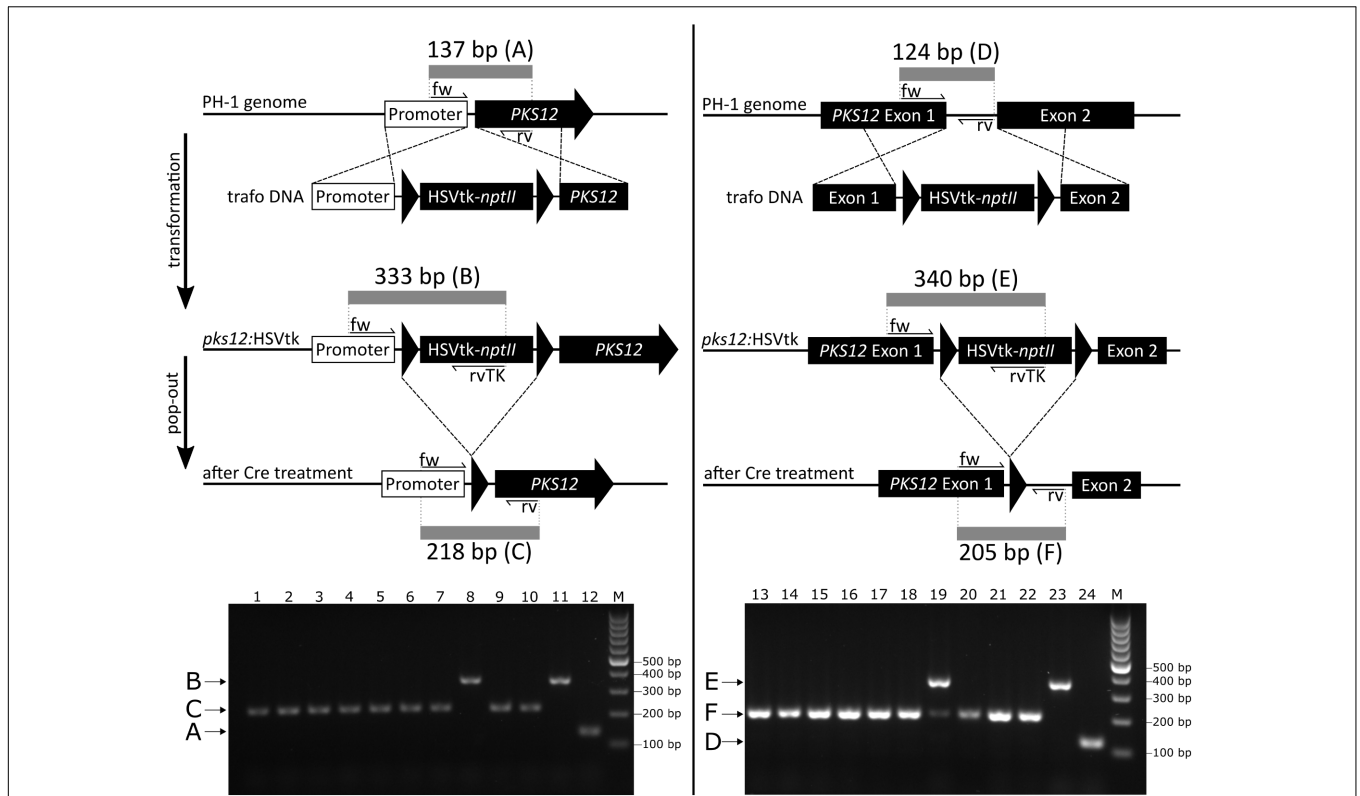 137 bp (A)
fw
PH-1 genome
Promoter
PKS12
rv
trafo DNA
Promoter
HSVtk-nptII
PKS12
transformation
333 bp (B)
fw
pks12:HSVtk
Promoter
HSVtk-nptII
PKS12
rvTK
pop-out
after Cre treatment
fw
Promoter
PKS12
rv
218 bp (C)
1 2 3 4 5 6 7 8 9 10 11 12 M
500 bp
400 bp
300 bp
200 bp
100 bp
B
C
A
124 bp (D)
fw
PH-1 genome
PKS12 Exon 1
rv
Exon 2
trafo DNA
Exon 1
HSVtk-nptII
Exon 2
340 bp (E)
fw
pks12:HSVtk
PKS12 Exon 1
HSVtk-nptII
Exon 2
rvTK
after Cre treatment
fw
PKS12 Exon 1
rv
Exon 2
205 bp (F)
13 14 15 16 17 18 19 20 21 22 23 24 M
500 bp
400 bp
300 bp
200 bp
100 bp
E
F
D